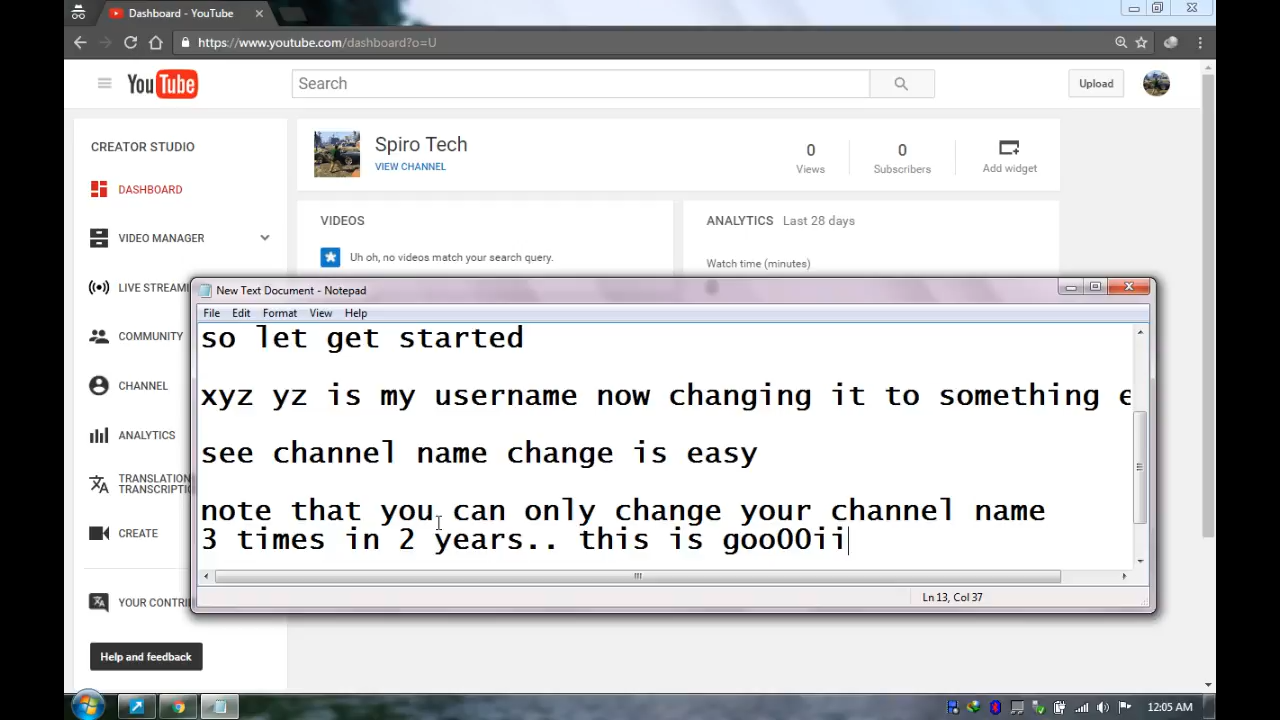 Dashboard - YouTube
https://www.youtube.com/dashboard?o=U
YouTube
Search
Upload
CREATOR STUDIO
DASHBOARD
VIDEO MANAGER
LIVE STREAMI
COMMUNITY
CHANNEL
ANALYTICS
TRANSLATION
TRANSCRIPTIO
CREATE
YOUR CONTRI
Help and feedback
Spiro Tech
VIEW CHANNEL
0
Views
0
Subscribers
Add widget
VIDEOS
Uh oh, no videos match your search query.
ANALYTICS Last 28 days
Watch time (minutes)
New Text Document - Notepad
File Edit Format View Help
so let get started
xyz yz is my username now changing it to something e
see channel name change is easy
note that you can only change your channel name
3 times in 2 years.. this is gooOOii
Ln 13, Col 37
12:05 AM